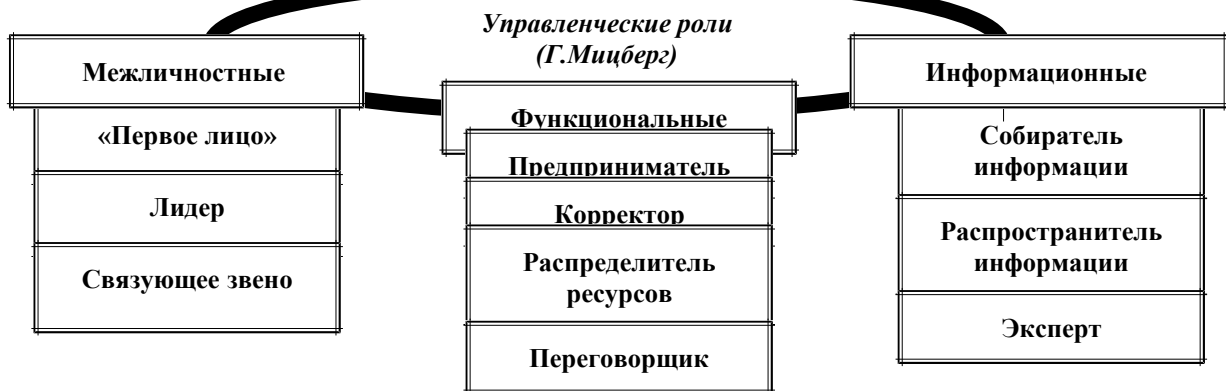 Управленческие роли
(Г.Мицберг)
Межличностные
«Первое лицо»
Лидер
Связующее звено
Функциональные
Предприниматель
Корректор
Распределитель
ресурсов
Переговорщик
Информационные
Собиратель
информации
Распространитель
информации
Эксперт